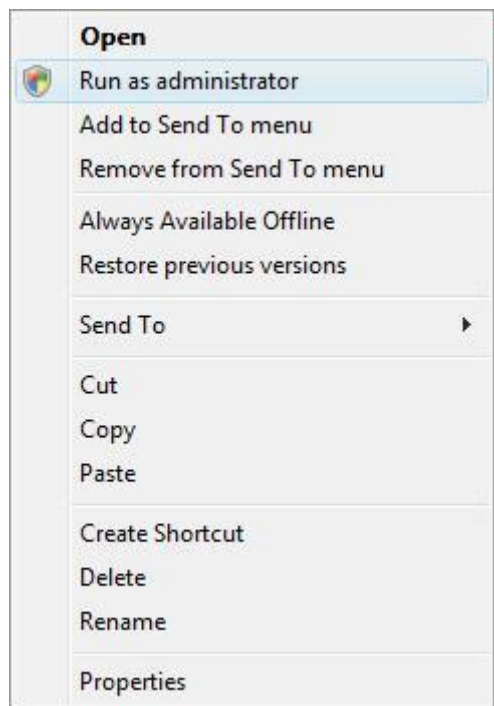 Open
Run as administrator
Add to Send To menu
Remove from Send To menu
Always Available Offline
Restore previous versions
Send To
Cut
Copy
Paste
Create Shortcut
Delete
Rename
Properties